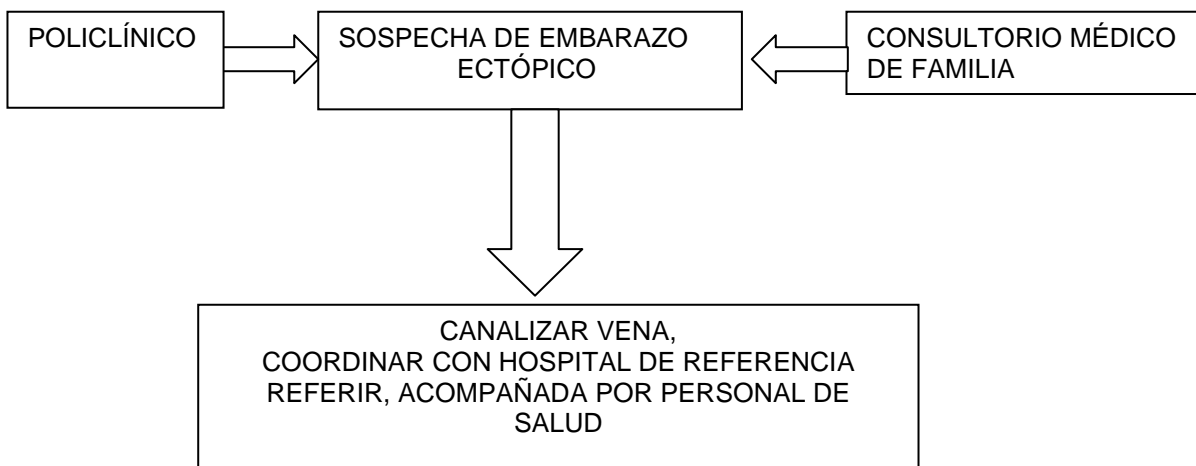 POLICLÍNICO
SOSPECHA DE EMBARAZO
ECTÓPICO
CONSULTORIO MÉDICO
DE FAMILIA
CANALIZAR VENA,
COORDINAR CON HOSPITAL DE REFERENCIA
REFERIR, ACOMPAÑADA POR PERSONAL DE
SALUD